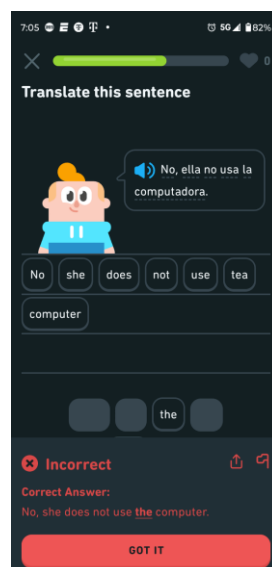 7:05 5G 82%
0
Translate this sentence
No, ella no usa la
computadora.
No she does not use tea
computer
the
Incorrect
Correct Answer:
No, she does not use the computer.
GOT IT